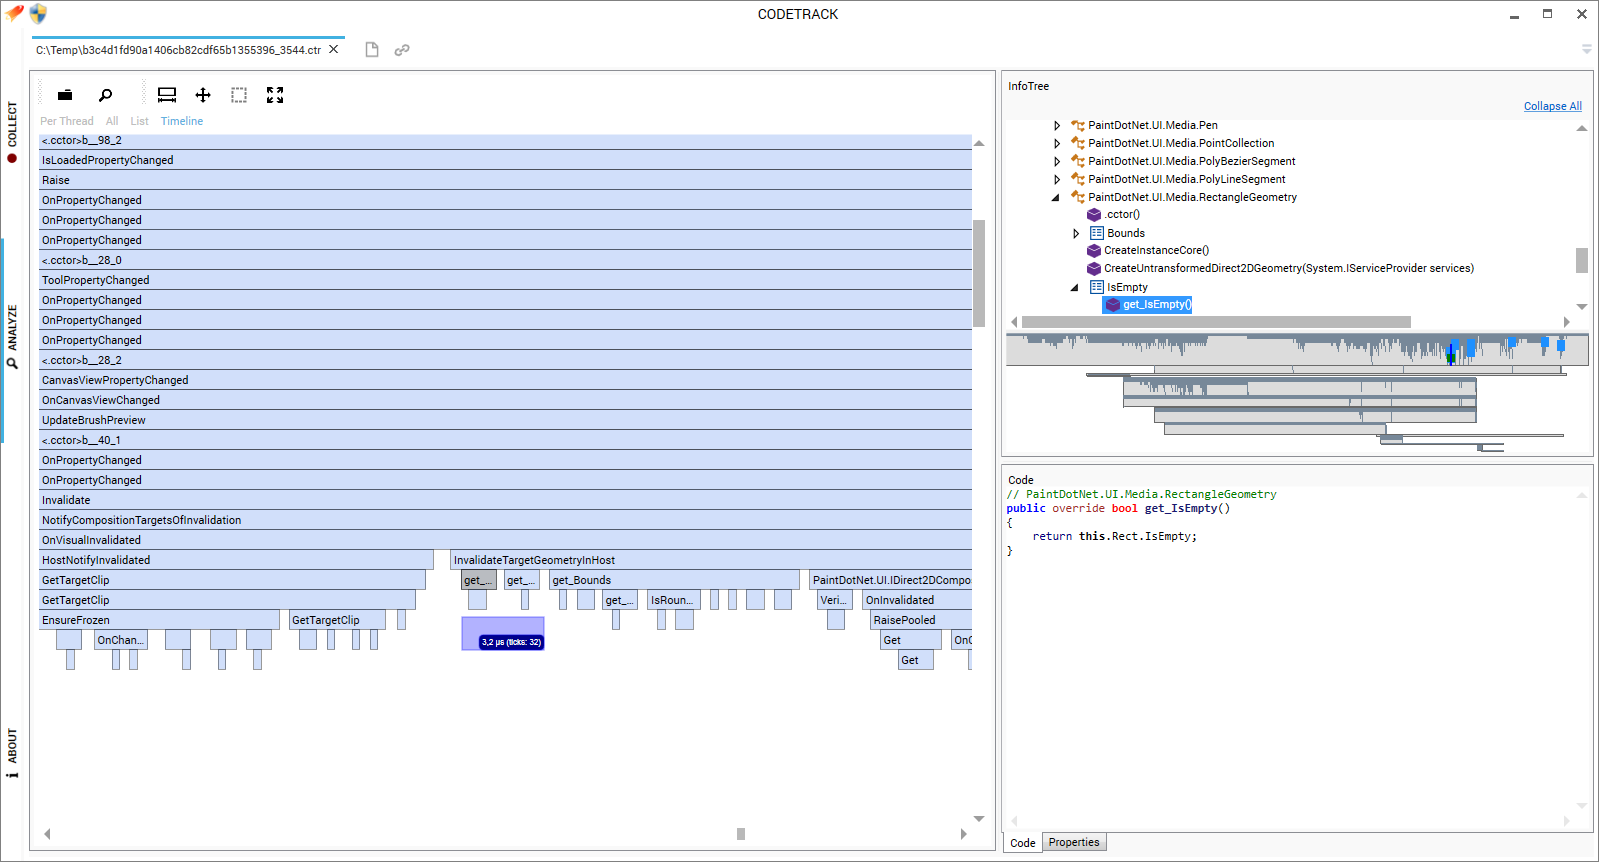 CODETRACK
C:\Temp\b3c4d1fd90a1406cb82cdf65b1355396_3544.ctr
COLLECT
ANALYZE
ABOUT
Per Thread All List Timeline
<.cctor>b__98_2
IsLoadedPropertyChanged
Raise
OnPropertyChanged
OnPropertyChanged
OnPropertyChanged
<.cctor>b__28_0
ToolPropertyChanged
OnPropertyChanged
OnPropertyChanged
OnPropertyChanged
<.cctor>b__28_2
CanvasViewPropertyChanged
OnCanvasViewChanged
UpdateBrushPreview
<.cctor>b__40_1
OnPropertyChanged
OnPropertyChanged
Invalidate
NotifyCompositionTargetsOfInvalidation
OnVisualInvalidated
HostNotifyInvalidated InvalidateTargetGeometryInHost
GetTargetClip get_... get_... get_Bounds PaintDotNet.UI.IDirect2DCompo
GetTargetClip get_... IsRoun... Veri... OnInvalidated
EnsureFrozen GetTargetClip RaisePooled
OnChan... 3,2 µs (ticks: 32) Get OnC
Get
InfoTree
Collapse All
PaintDotNet.UI.Media.Pen
PaintDotNet.UI.Media.PointCollection
PaintDotNet.UI.Media.PolyBezierSegment
PaintDotNet.UI.Media.PolyLineSegment
PaintDotNet.UI.Media.RectangleGeometry
.cctor()
Bounds
CreateInstanceCore()
CreateUntransformedDirect2DGeometry(System.IServiceProvider services)
IsEmpty
get_IsEmpty()
Code
// PaintDotNet.UI.Media.RectangleGeometry
public override bool get_IsEmpty()
{
return this.Rect.IsEmpty;
}
Code Properties